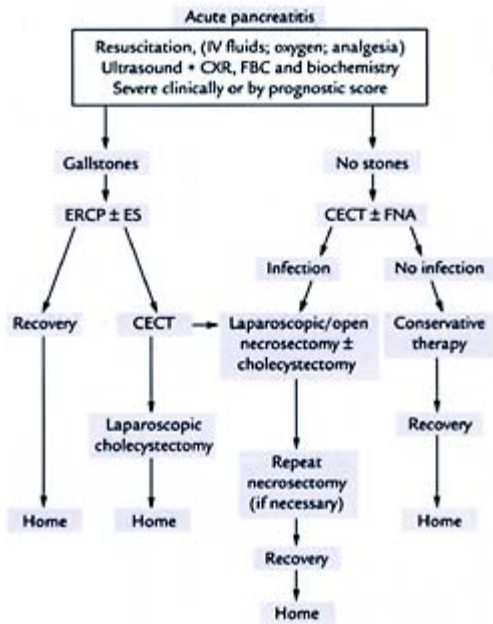 Acute pancreatitis
Resuscitation, (IV fluids; oxygen; analgesia)
Ultrasound + CXR, FBC and biochemistry
Severe clinically or by prognostic score
Gallstones
No stones
ERCP ± ES
CECT ± FNA
Infection
No infection
Recovery
CECT
Laparoscopic/open
necrosectomy ±
cholecystectomy
Conservative
therapy
Laparoscopic
cholecystectomy
Recovery
Repeat
necrosectomy
(if necessary)
Home
Home
Home
Recovery
Home